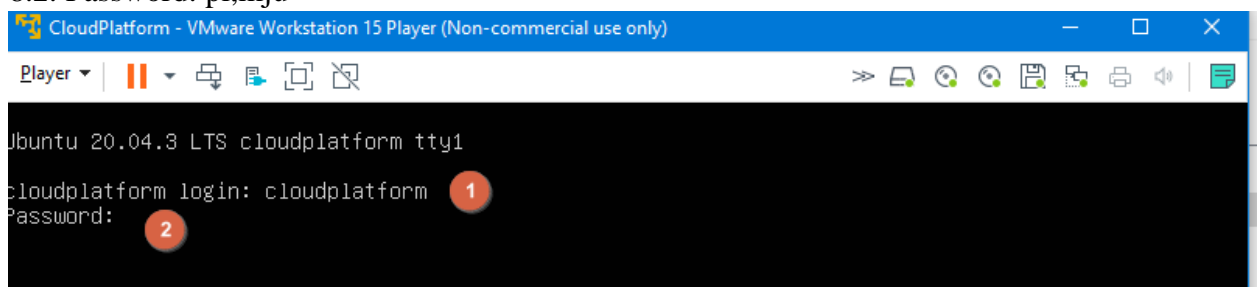 CloudPlatform - VMware Workstation 15 Player (Non-commercial use only)
Player
Ubuntu 20.04.3 LTS cloudplatform tty1
cloudplatform login: cloudplatform 1
Password:
2